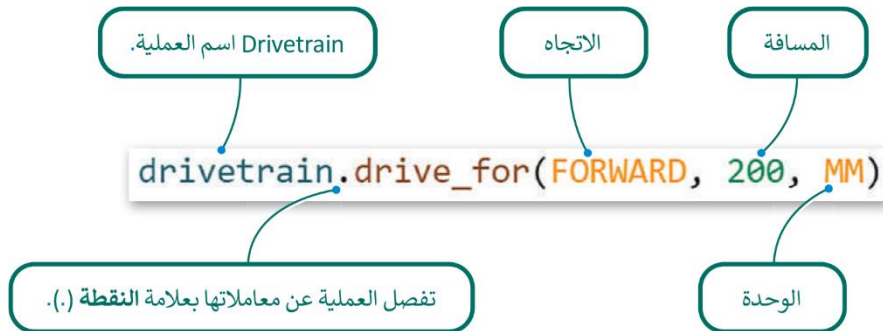 Drivetrain اسم العملية.
الاتجاه
المسافة
drivetrain.drive_for(FORWARD, 200, MM)
تفصل العملية عن معاملاتها بعلامة النقطة (.).
الوحدة